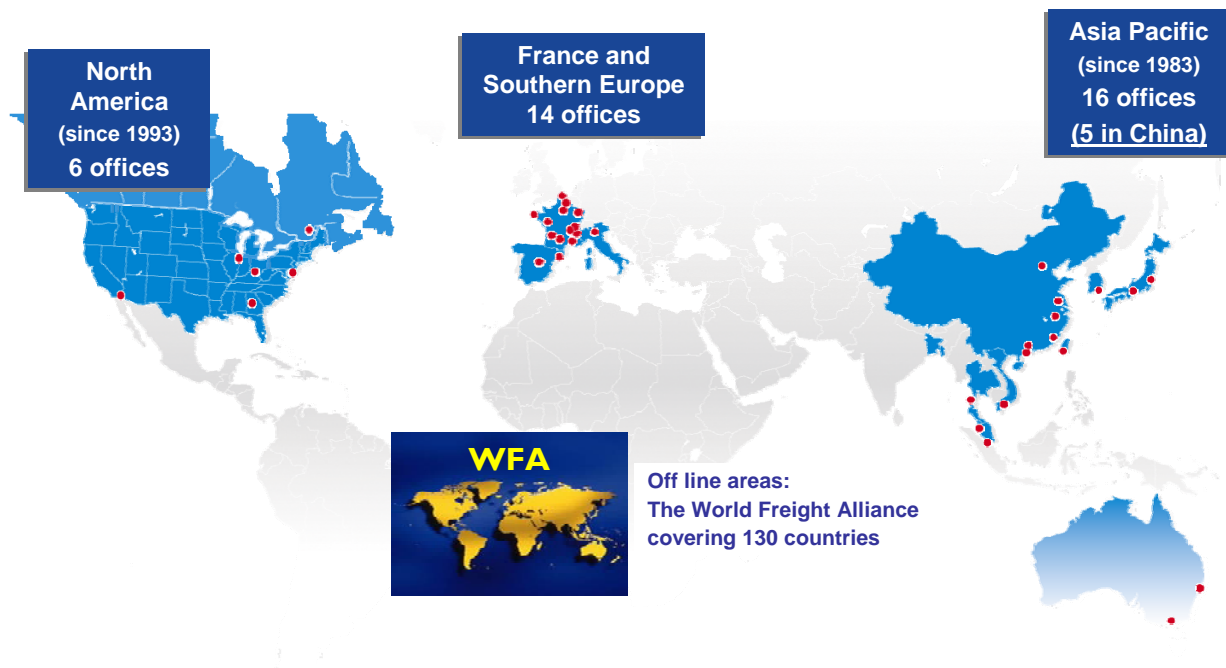 North
America
(since 1993)
6 offices
France and
Southern Europe
14 offices
Asia Pacific
(since 1983)
16 offices
(5 in China)
WFA
Off line areas:
The World Freight Alliance
covering 130 countries